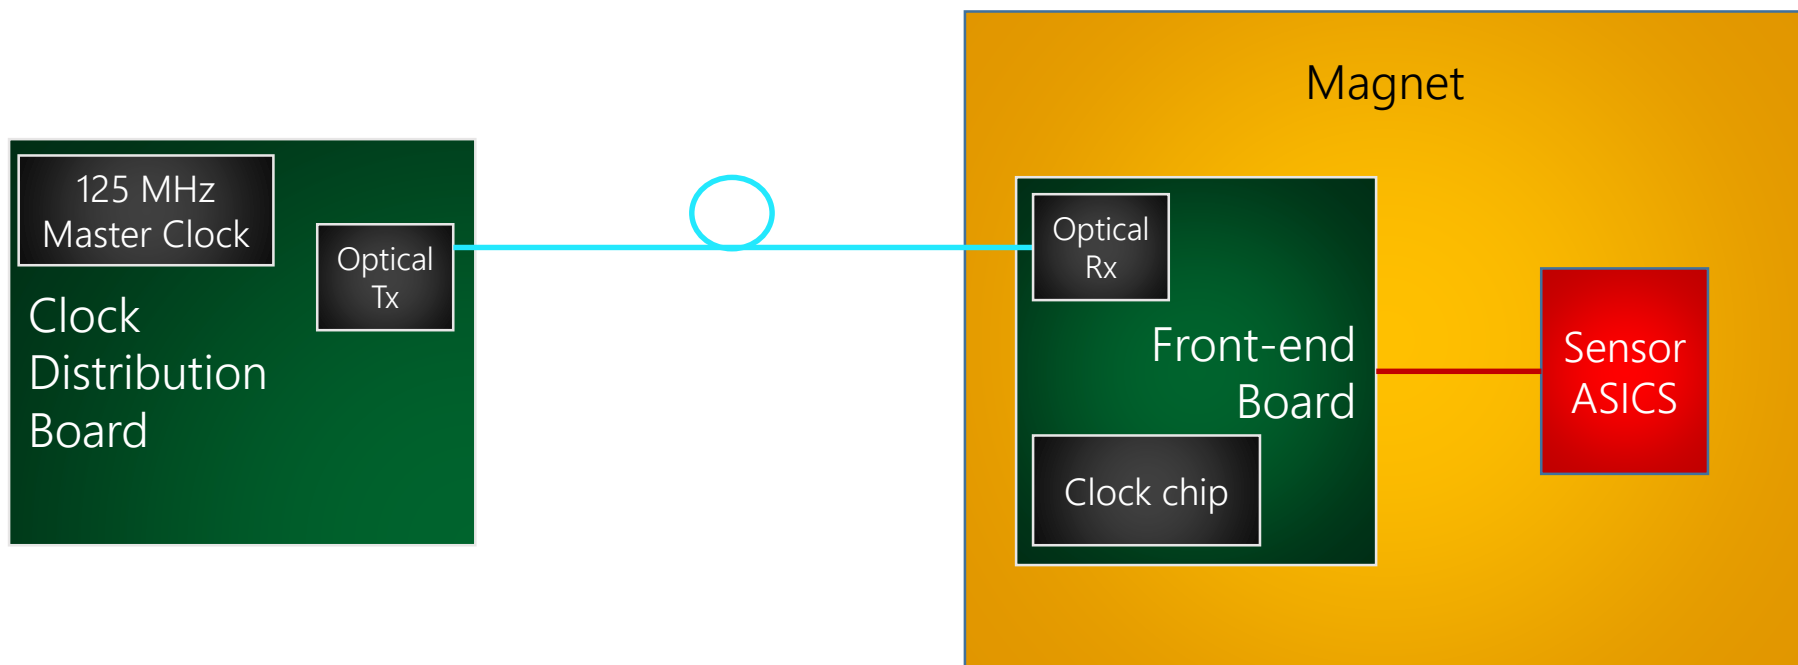 Magnet
125 MHz
Master Clock
Optical
Tx
Clock
Distribution
Board
Optical
Rx
Front-end
Board
Clock chip
Sensor
ASICS